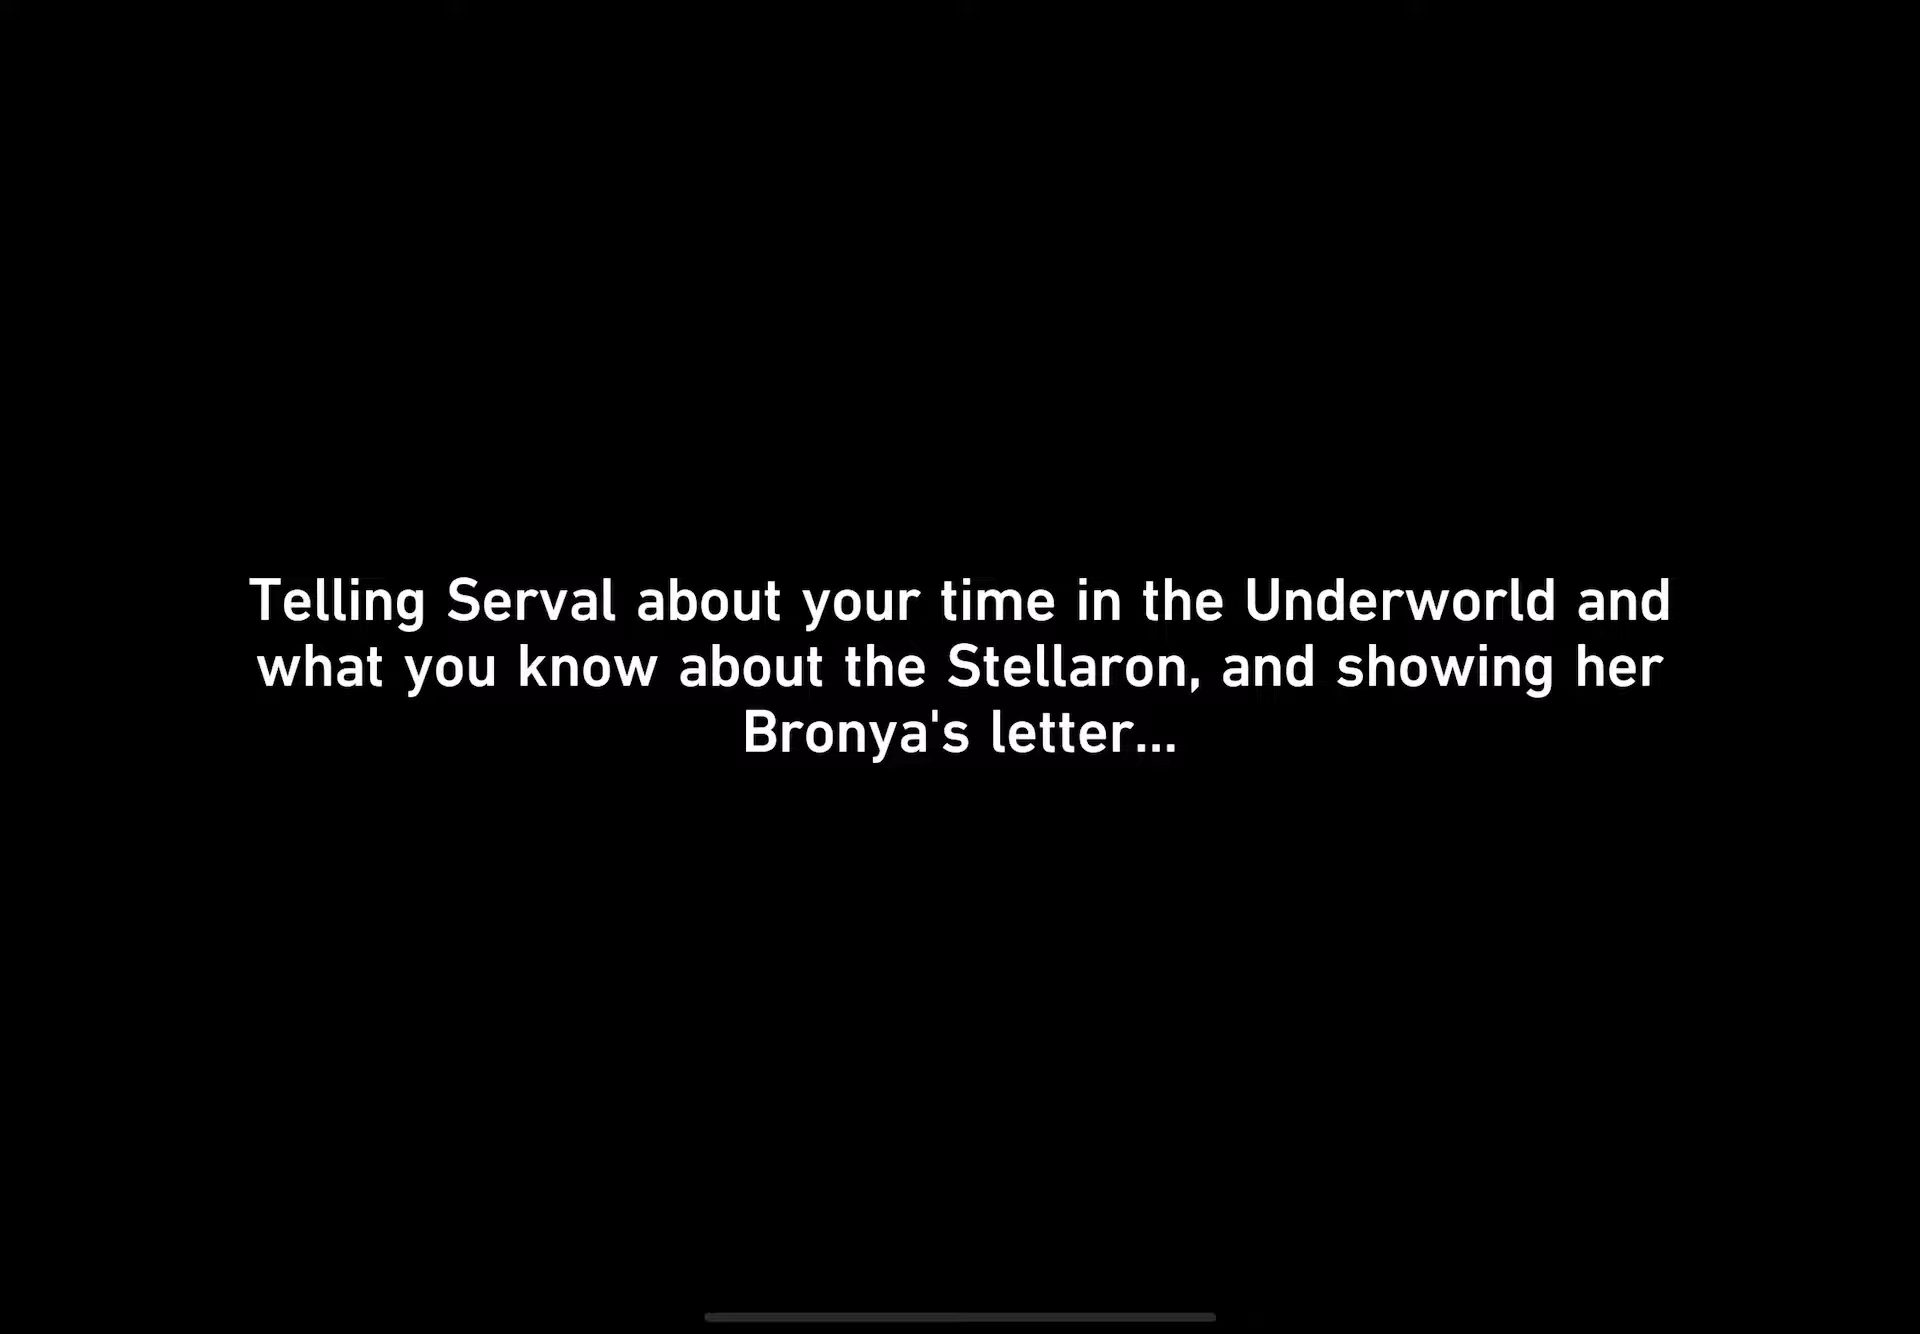 Telling Serval about your time in the Underworld and
what you know about the Stellaron, and showing her
Bronya's letter...